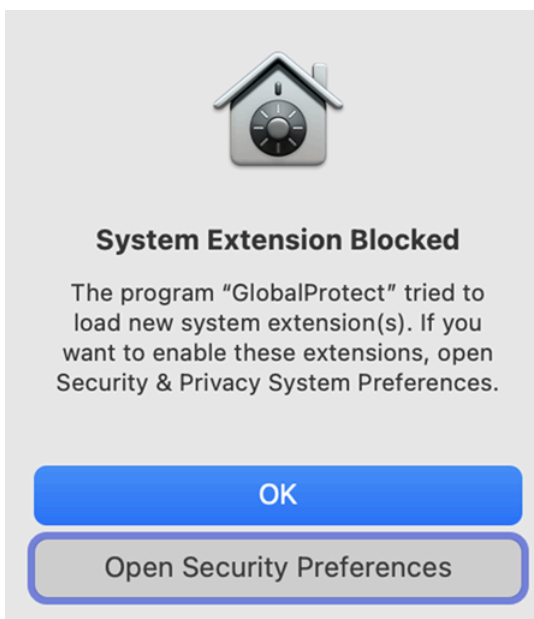 System Extension Blocked
The program “GlobalProtect” tried to
load new system extension(s). If you
want to enable these extensions, open
Security & Privacy System Preferences.
OK
Open Security Preferences